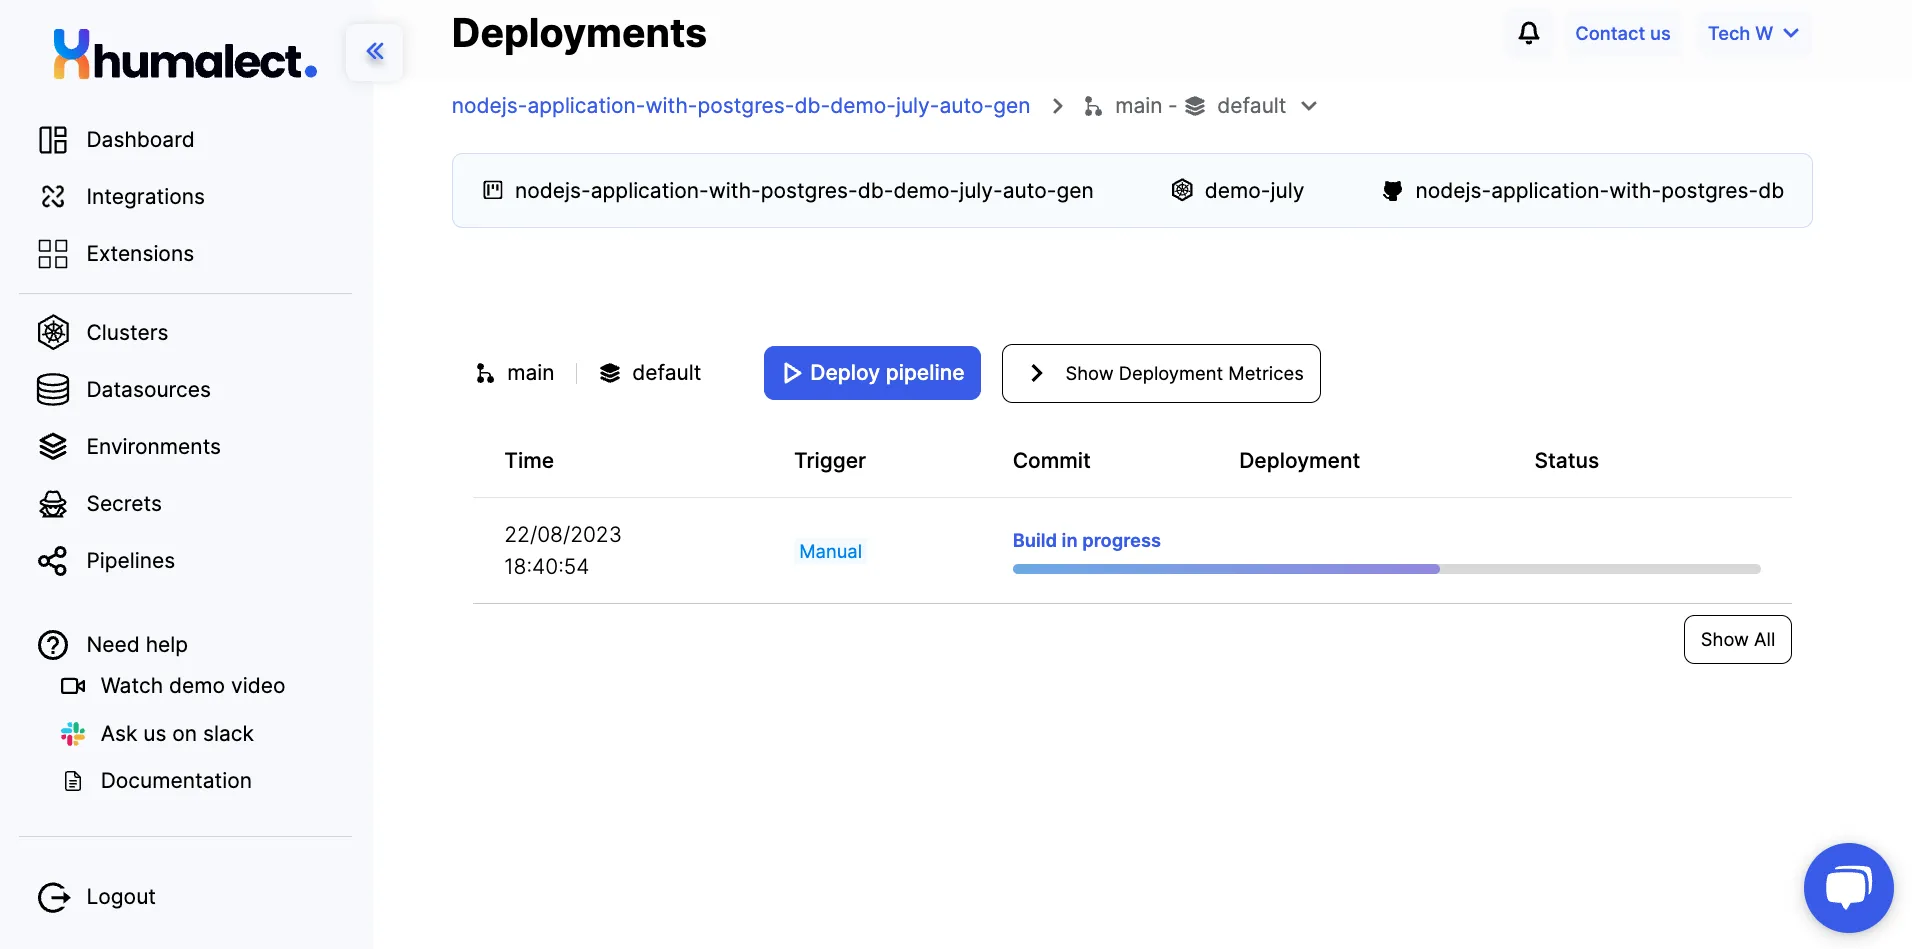 humalect.
Dashboard
Integrations
Extensions
Clusters
Datasources
Environments
Secrets
Pipelines
Need help
Watch demo video
Ask us on slack
Documentation
Logout
Deployments
Contact us
Tech W
nodejs-application-with-postgres-db-demo-july-auto-gen > main - default
nodejs-application-with-postgres-db-demo-july-auto-gen demo-july nodejs-application-with-postgres-db
main default Deploy pipeline Show Deployment Metrices
Time Trigger Commit Deployment Status
22/08/2023
18:40:54
Manual
Build in progress
Show All